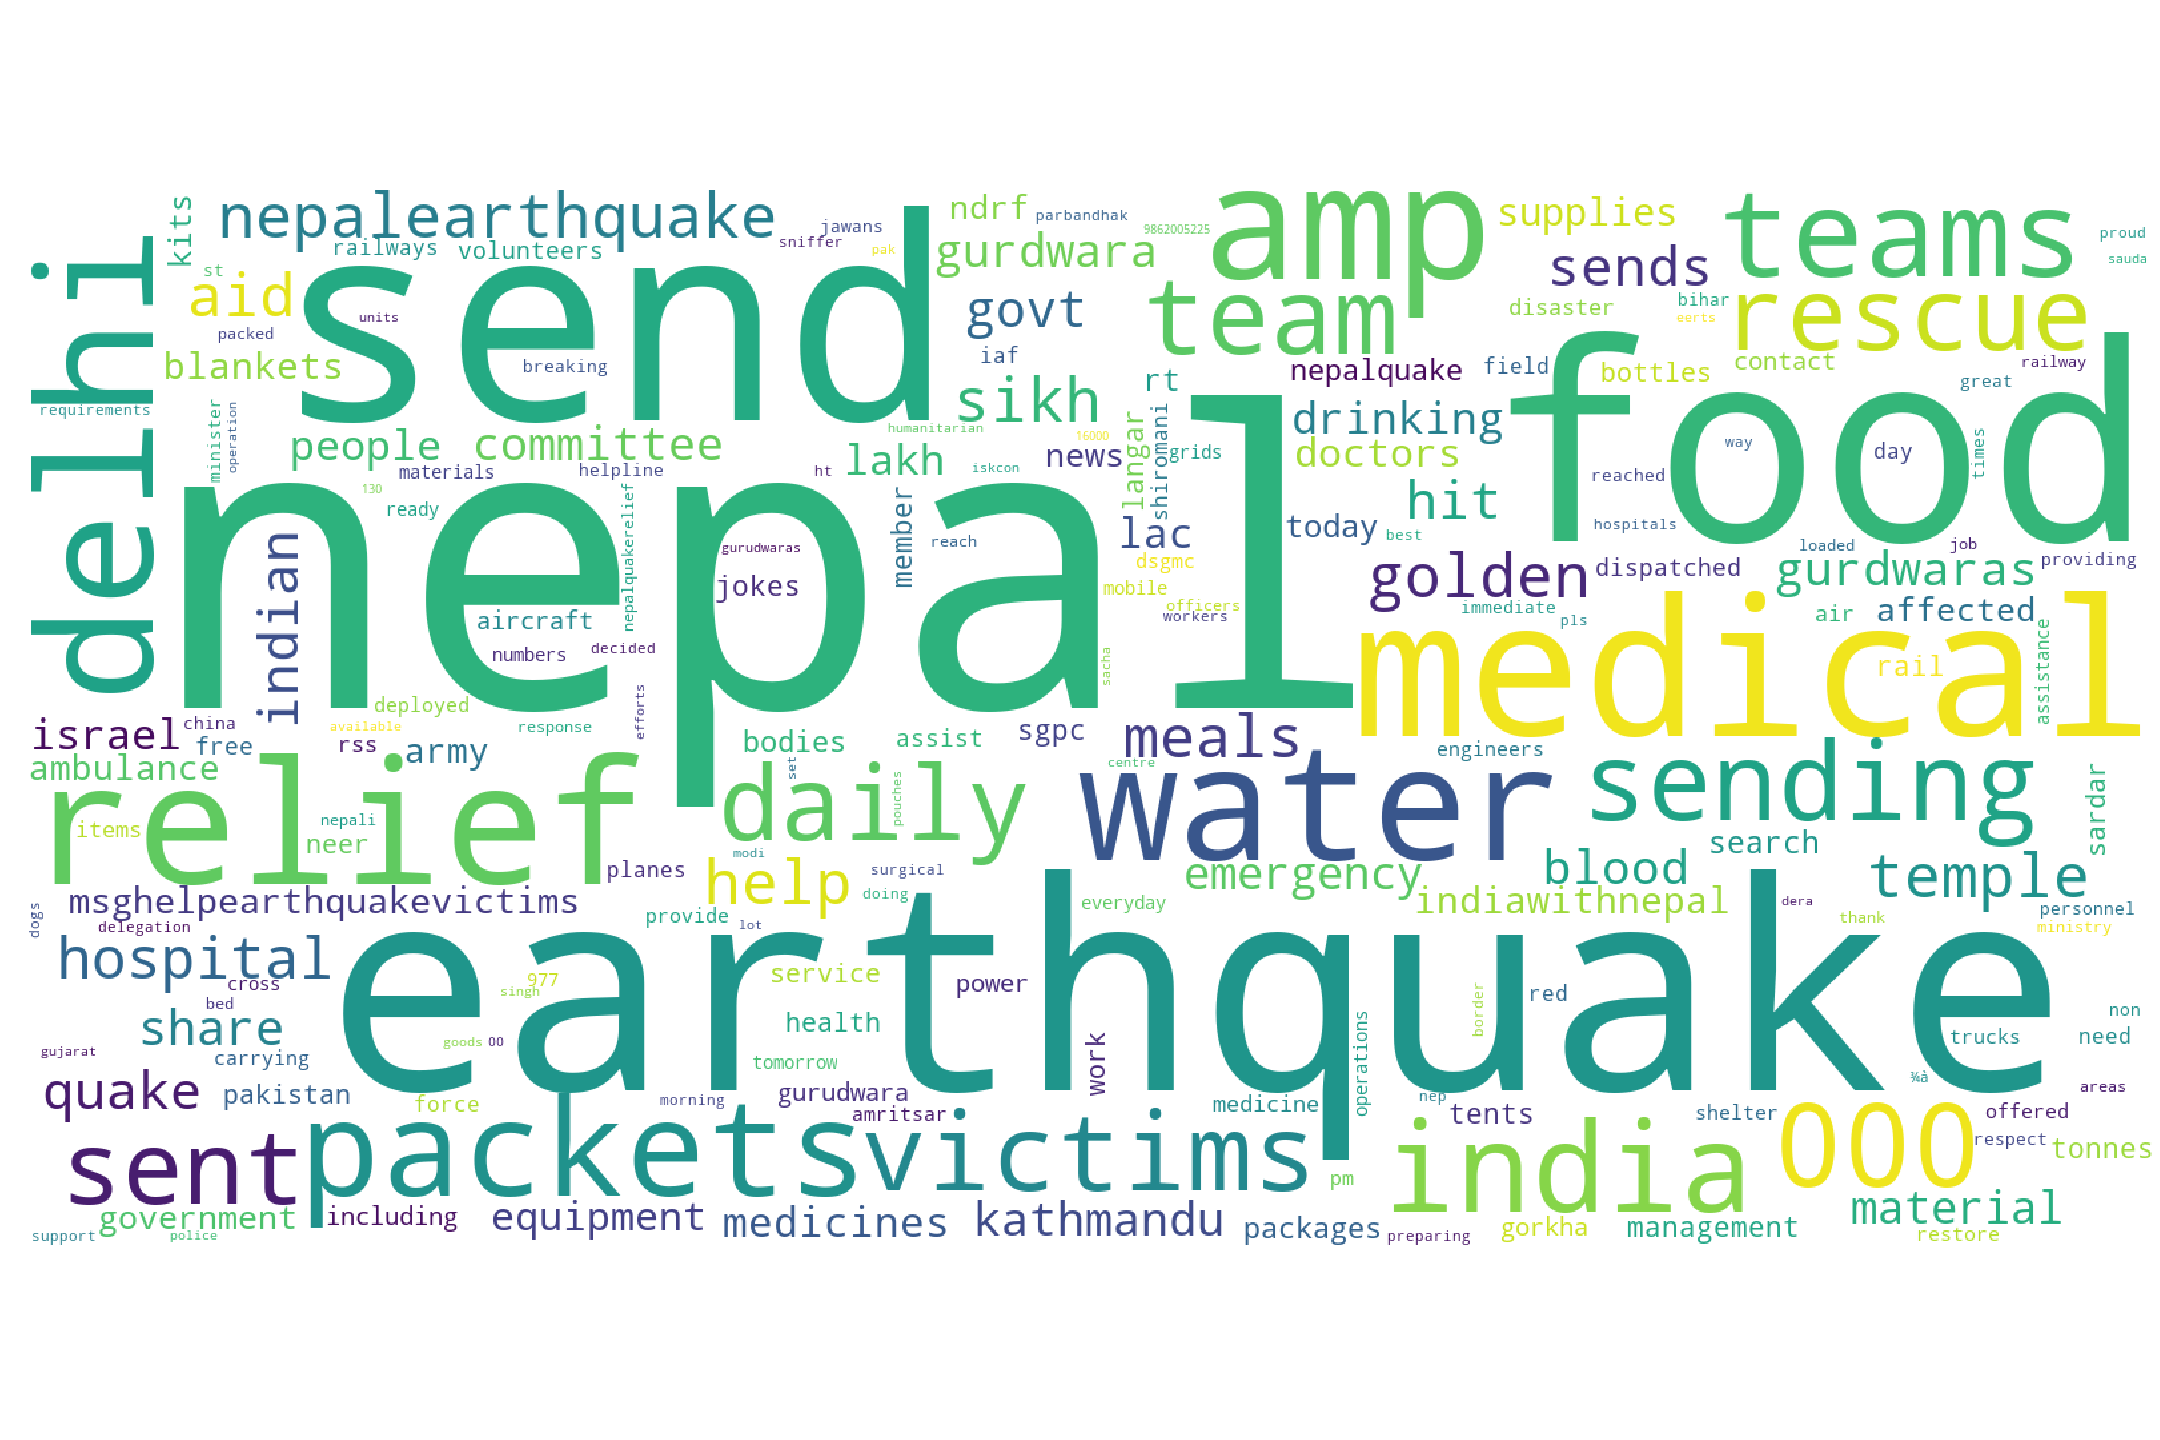 nepalearthquake
kits
railways
volunteers
sniffer
jawans
pak
ndrf
parbandhak
9862005225
gurdwara
amp
supplies
teams
proud
sauda
delhi
st
aid
units
packed
send
govt
team
sends
disaster
bihar
rescue
blankets
breaking
iaf
rt
nepalquake
field
bottles
contact
railway
great
requirements
minister
operation
sikh
langar
shiromani
drinking
food
people
committee
humanitarian
16000
grids
doctors
way
day
times
materials
helpline
ht
lakh
iskcon
news
reached
130
ready
nepalquakerelief
member
reach
lac
today
hit
best
hospitals
loaded
job
indian
nepal
gurudwaras
jokes
dsgmc
golden
dispatched
gurdwaras
providing
mobile
officers
workers
immediate
pls
air
affected
aircraft
numbers
decided
sacha
medical
rail
assistance
deployed
efforts
israel
china
available
response
free
rss
army
bodies
assist
sgpc
meals
engineers
ambulance
set
centre
relief
daily
pouches
water
sending
sardar
items
nepali
neer
planes
modi
help
surgical
doing
emergency
blood
search
temple
msghelpearthquakevictims
provide
lot
everyday
indiawithnepal
dera
thank
personnel
ministry
dogs
delegation
hospital
earthquake
cross
977
singh
service
power
border
red
bed
share
health
non
gujarat
carrying
goods
00
tomorrow
work
operations
trucks
need
quake
pakistan
force
morning
gurudwara
amritsar
medicine
nep
tents
shelter
¾à
areas
offered
sent
packets
victims
pm
india
000
respect
tonnes
government
including
equipment
medicines
kathmandu
packages
preparing
gorkha
management
material
restore
support
police